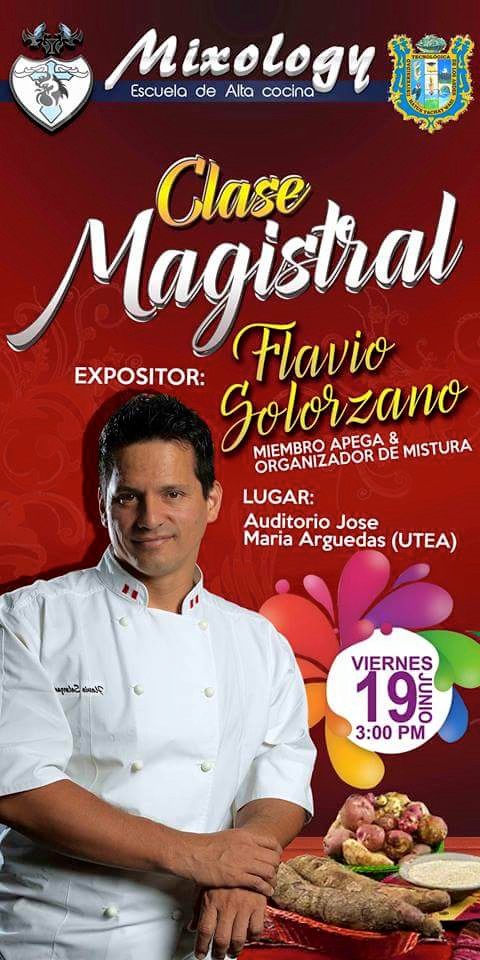 Mixology
Escuela de Alta cocina
Clase
Magistral
EXPOSITOR:
Flavio
Solorzano
MIEMBRO APEGA &
ORGANIZADOR DE MISTURA
LUGAR:
Auditorio Jose
Maria Arguedas (UTEA)
VIERNES
19
JUNIO
3:00 PM